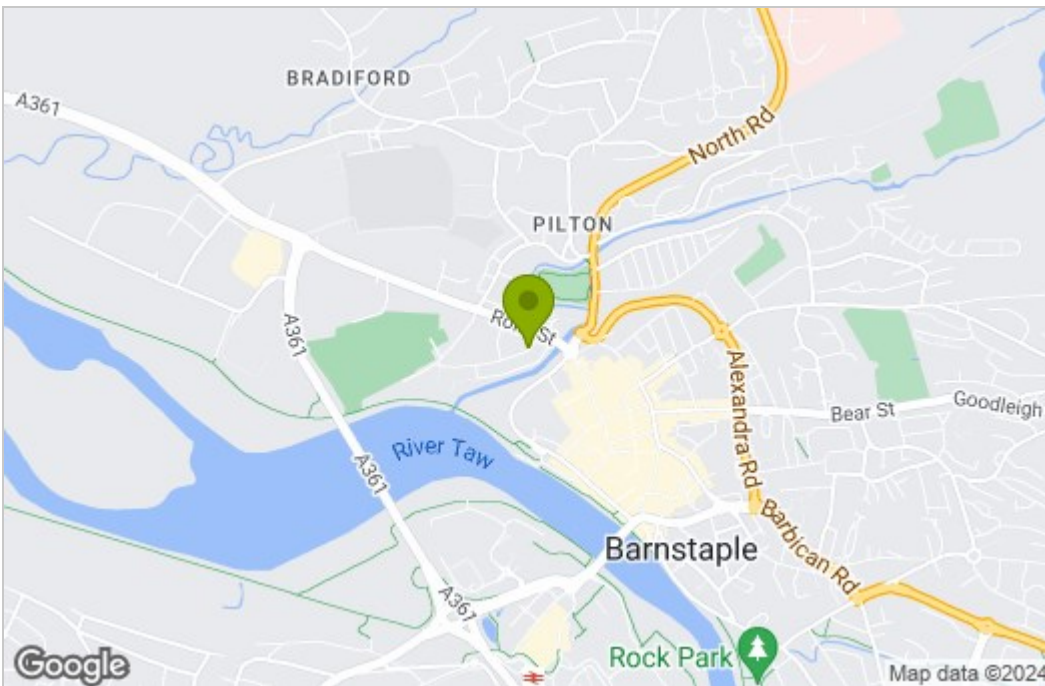 BRADIFORD
A361
North Rd
PILTON
St
A361
Alexandra Rd
Bear St
Goodleigh
River Taw
A361
Barnstaple
Barbican Rd
A361
Rock Park
Google
Map data ©2024